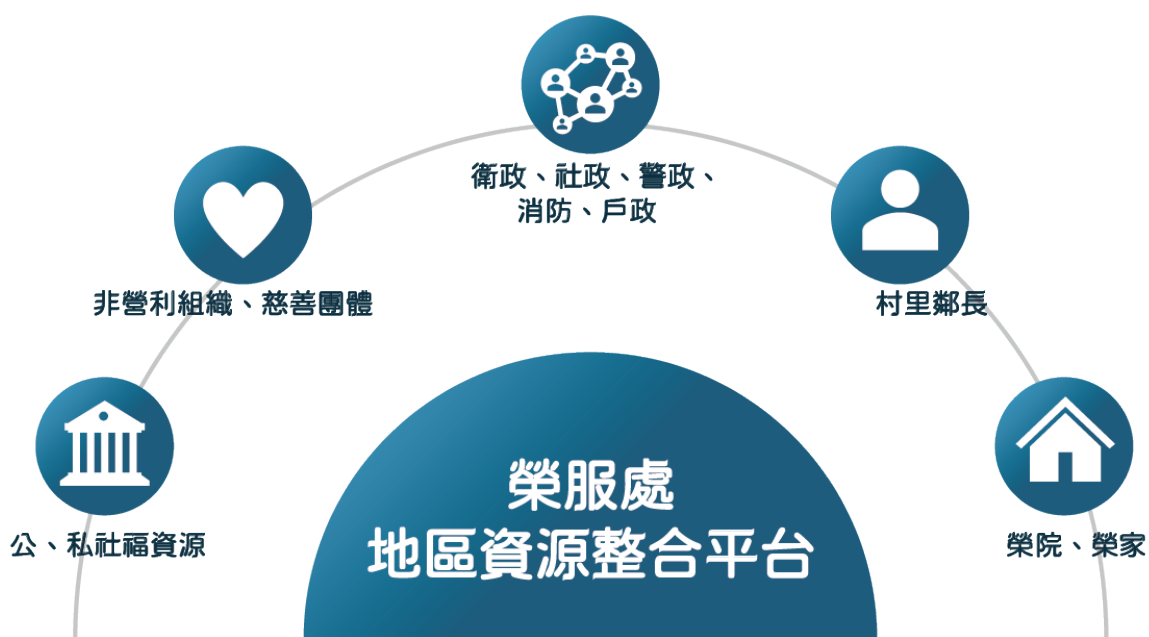 衛政、社政、警政、
消防、戶政
非營利組織、慈善團體
村里鄰長
公、私社福資源
榮院、榮家
榮服處
地區資源整合平台